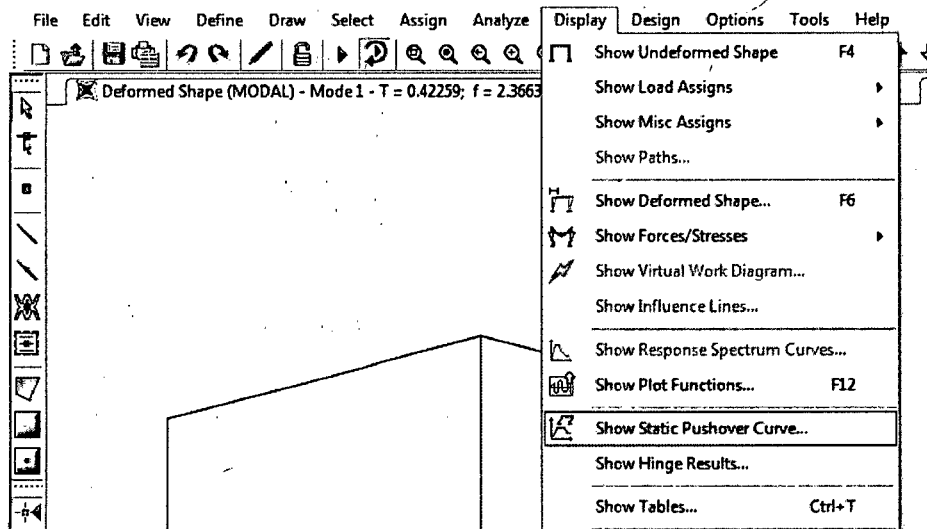 File Edit View Define Draw Select Assign Analyze Display Design Options Tools Help
Deformed Shape (MODAL) - Mode 1 - T = 0.42259; f = 2.3663
Show Undeformed Shape F4
Show Load Assigns
Show Misc Assigns
Show Paths...
Show Deformed Shape... F6
Show Forces/Stresses
Show Virtual Work Diagram...
Show Influence Lines...
Show Response Spectrum Curves...
Show Plot Functions... F12
Show Static Pushover Curve...
Show Hinge Results...
Show Tables... Ctrl+T